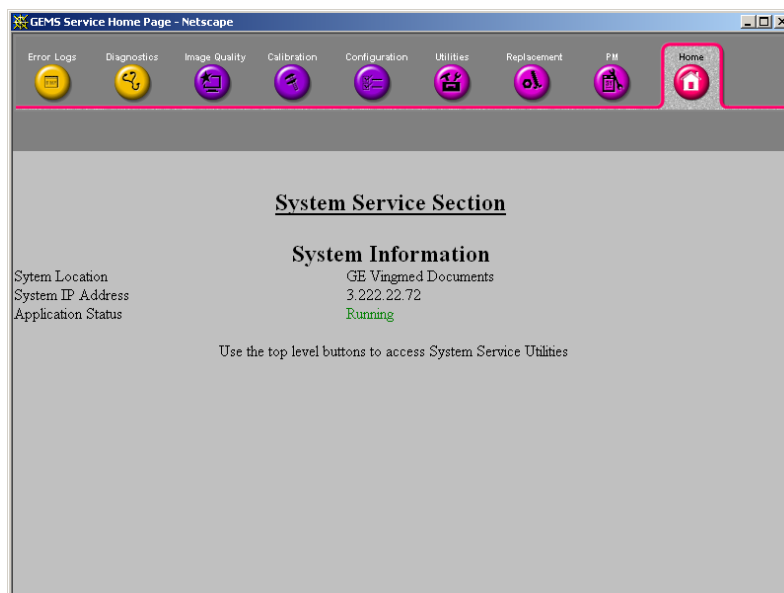 GEMS Service Home Page - Netscape
Error Logs Diagnostics Image Quality Calibration Configuration Utilities Replacement PM Home
System Service Section
System Information
Sytem Location GE Vingmed Documents
System IP Address 3.222.22.72
Application Status Running
Use the top level buttons to access System Service Utilities